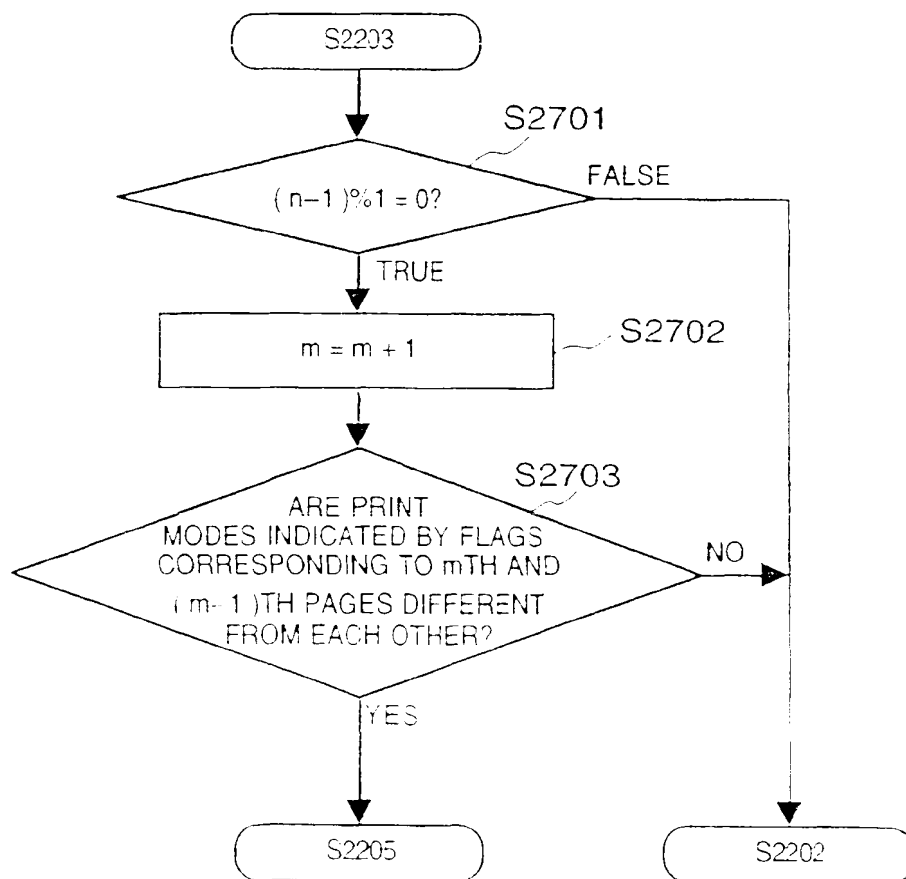 S2203
S2701
FALSE
(n-1)%1 = 0?
TRUE
S2702
m = m + 1
S2703
ARE PRINT
MODES INDICATED BY FLAGS
CORRESPONDING TO mTH AND
(m-1)TH PAGES DIFFERENT
FROM EACH OTHER?
NO
YES
S2205
S2202